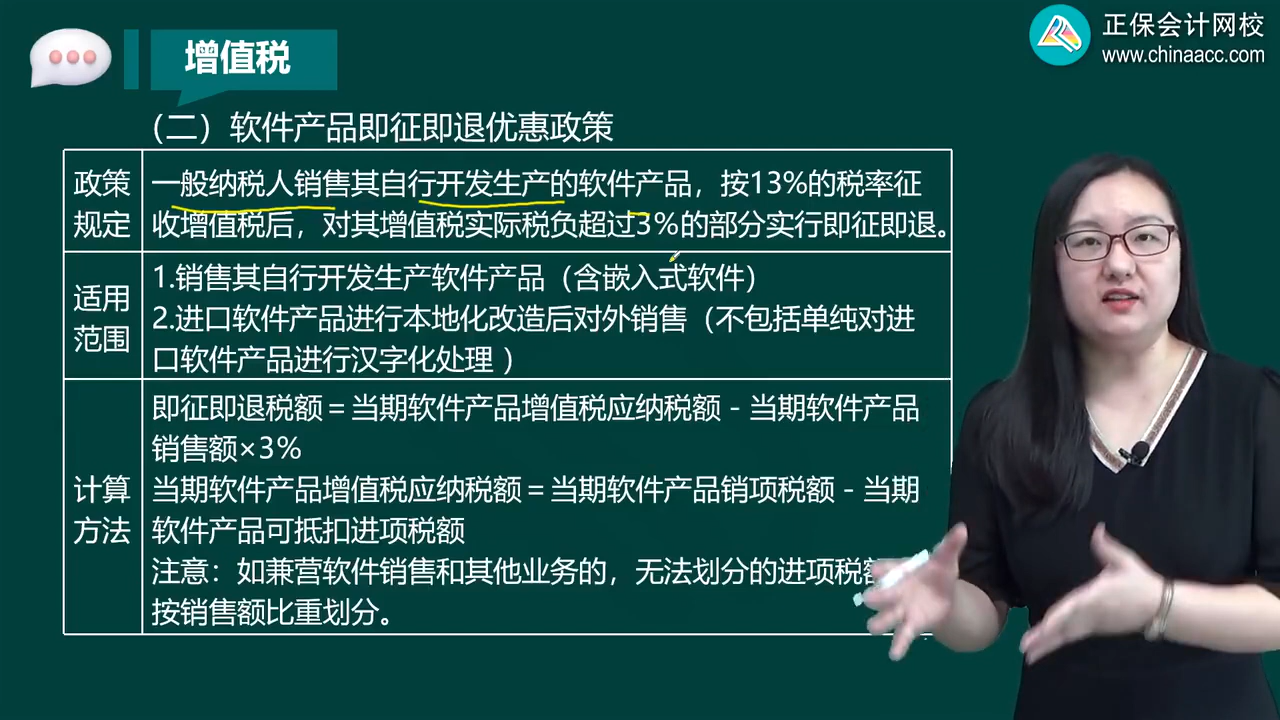 增值税
正保会计网校
www.chinaacc.com
（二）软件产品即征即退优惠政策
政策
规定
一般纳税人销售其自行开发生产的软件产品，按13%的税率征
收增值税后，对其增值税实际税负超过3%的部分实行即征即退。
适用
范围
1.销售其自行开发生产软件产品（含嵌入式软件）
2.进口软件产品进行本地化改造后对外销售（不包括单纯对进
口软件产品进行汉字化处理 ）
计算
方法
即征即退税额＝当期软件产品增值税应纳税额－当期软件产品
销售额×3%
当期软件产品增值税应纳税额＝当期软件产品销项税额－当期
软件产品可抵扣进项税额
注意：如兼营软件销售和其他业务的，无法划分的进项税额
按销售额比重划分。